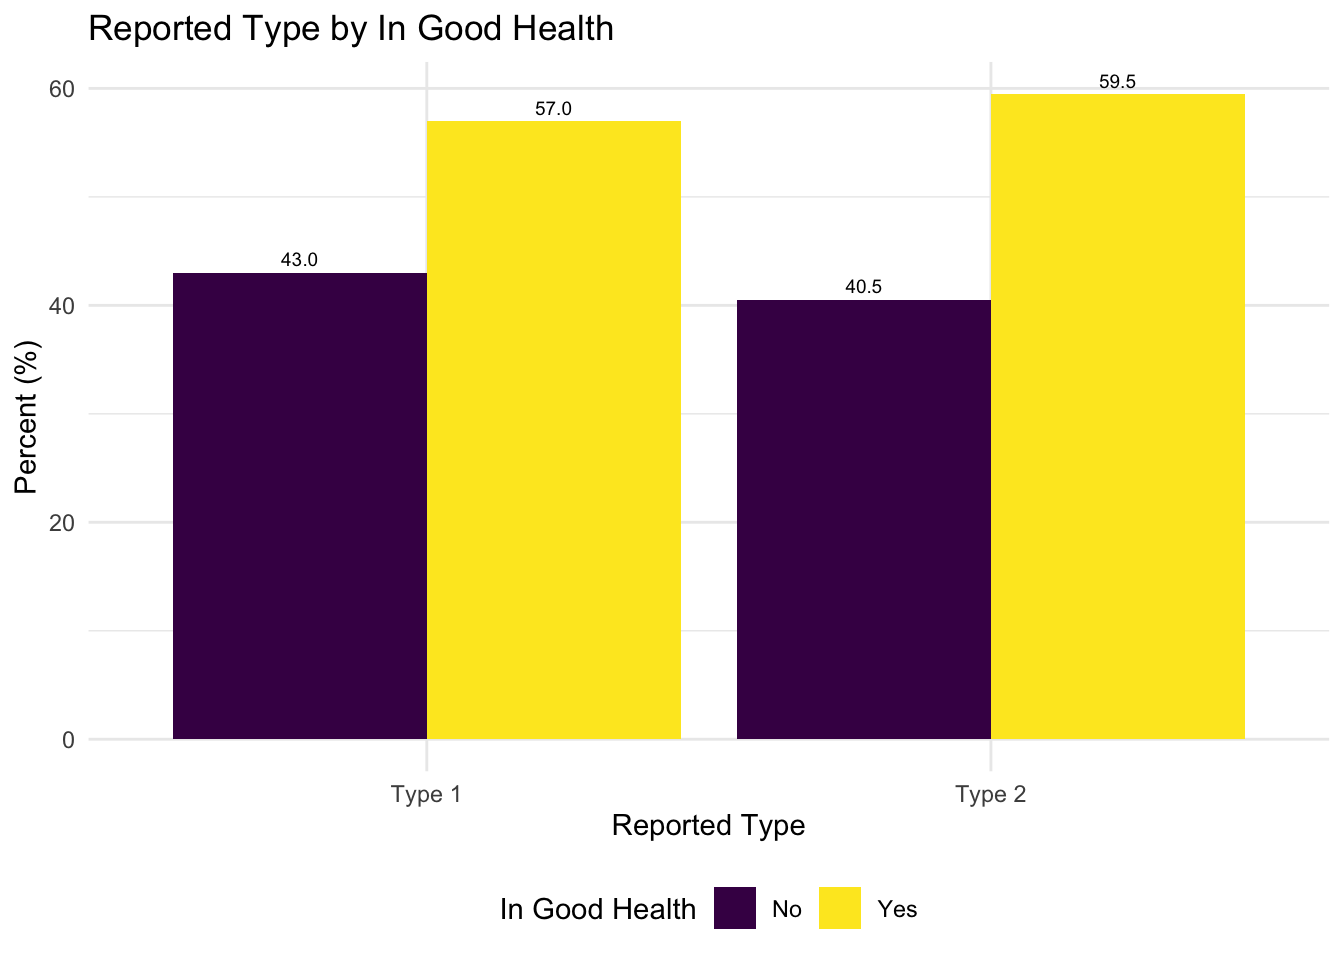 Reported Type by In Good Health
60
59.5
57.0
43.0
40.5
40
20
0
Percent (%)
Type 1
Type 2
Reported Type
In Good Health No Yes